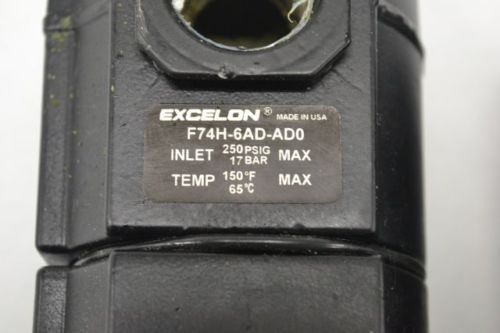 EXCELON® MADE IN USA
F74H-6AD-AD0
INLET 250 PSIG 17 BAR MAX
TEMP 150°F 65°C MAX